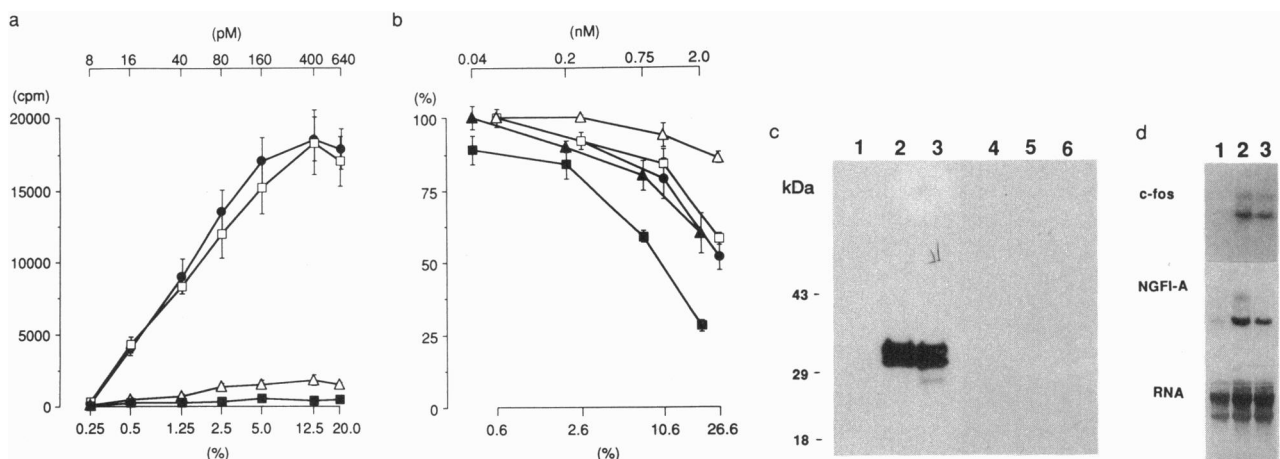 a
(pM)
8 16 40 80 160 400 640
(cpm)
20000
15000
10000
5000
0
0.25 0.5 1.25 2.5 5.0 12.5 20.0
(%)
b
(nM)
0.04 0.2 0.75 2.0
(%)
100
75
50
25
0
0.6 2.6 10.6 26.6
(%)
c
1 2 3 4 5 6
kDa
43 -
29 -
18 -
d
1 2 3
c-fos
NGFI-A
RNA